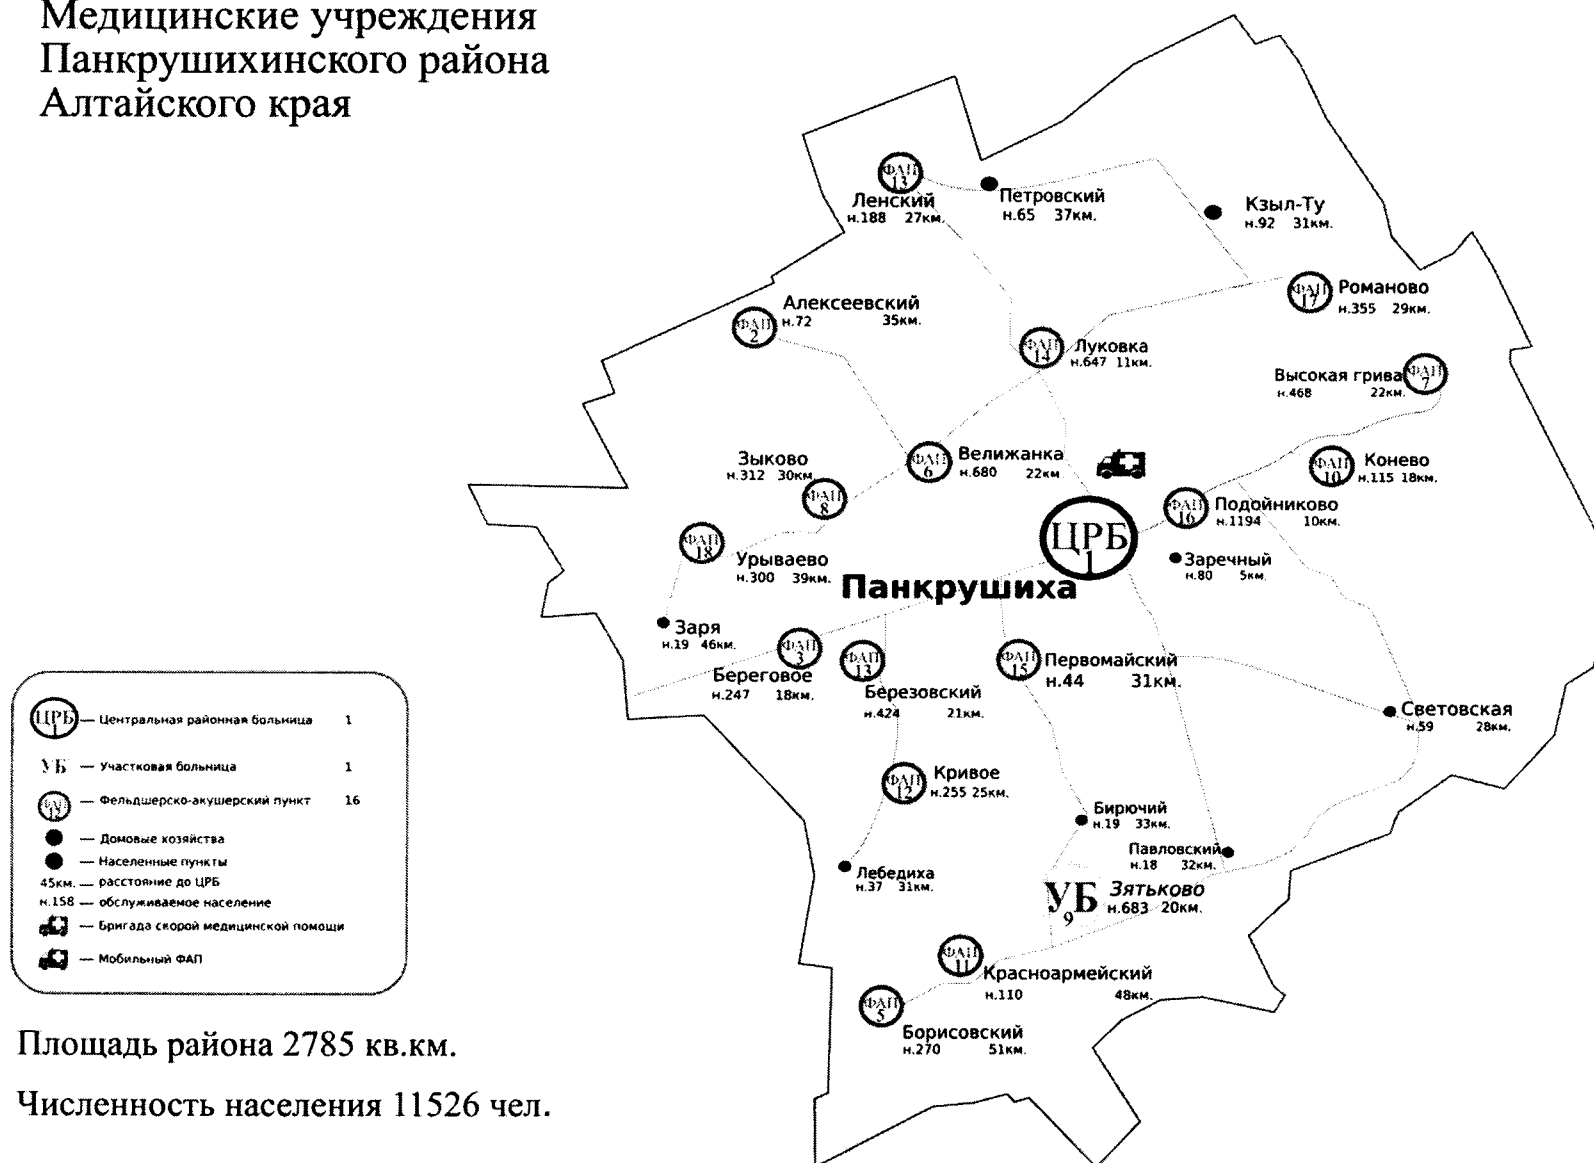 Медицинские учреждения
Панкрушихинского района
Алтайского края
ФАП
13
Ленский
н.188 27км.
Петровский
н.65 37км.
Кзыл-Ту
н.92 31км.
ФАП
17
Романово
н.355 29км.
ФАП
2
Алексеевский
н.72 35км.
ФАП
14
Луковка
н.647 11км.
Высокая грива
н.468 22км.
ФАП
7
Зыково
н.312 30км.
ФАП
8
ФАП
6
Велижанка
н.680 22км
ФАП
10
Конево
н.115 18км.
ЦРБ
1
Панкрушиха
ФАП
16
Подойниково
н.1194 10км.
Заречный
н.80 5км.
ФАП
18
Урываево
н.300 39км.
Заря
н.19 46км.
ФАП
3
Береговое
н.247 18км.
ФАП
13
Березовский
н.424 21км.
ФАП
15
Первомайский
н.44 31км.
Световская
н.59 28км.
ФАП
12
Кривое
н.255 25км.
Бирючий
н.19 33км.
Павловский
н.18 32км.
Лебедиха
н.37 31км.
УБ
9
Зятьково
н.683 20км.
ФАП
11
Красноармейский
н.110 48км.
ФАП
5
Борисовский
н.270 51км.
ЦРБ
1
— Центральная районная больница 1
УБ — Участковая больница 1
ФАП
12
— Фельдшерско-акушерский пункт 16
— Домовые хозяйства
— Населенные пункты
45км. — расстояние до ЦРБ
н.158 — обслуживаемое население
— Бригада скорой медицинской помощи
— Мобильный ФАП
Площадь района 2785 кв.км.
Численность населения 11526 чел.